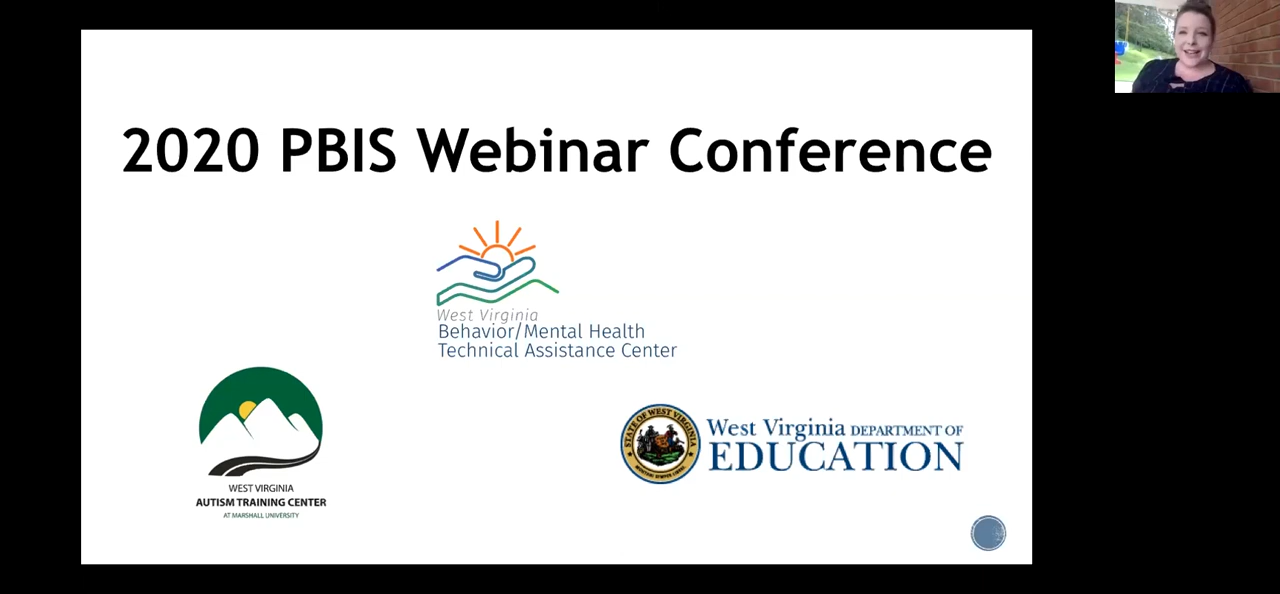 2020 PBIS Webinar Conference
West Virginia
Behavior/Mental Health
Technical Assistance Center
WEST VIRGINIA
AUTISM TRAINING CENTER
AT MARSHALL UNIVERSITY
STATE OF WEST VIRGINIA
West Virginia DEPARTMENT OF
EDUCATION